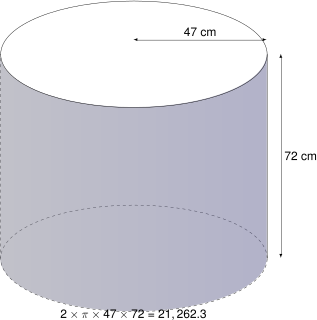 47 cm
72 cm
2 × π × 47 × 72 = 21, 262.3